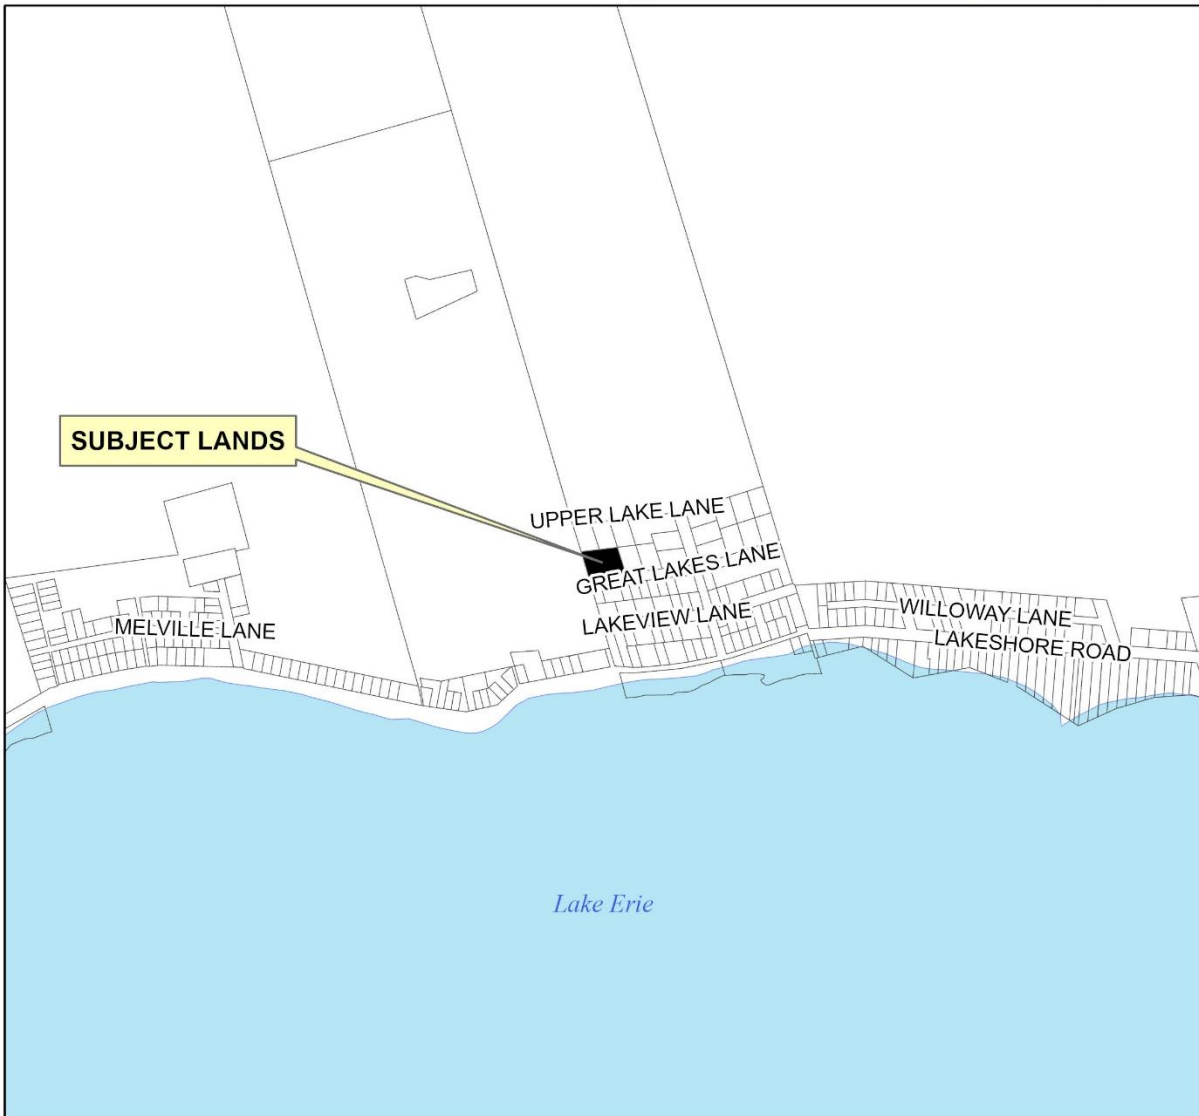 SUBJECT LANDS
UPPER LAKE LANE
GREAT LAKES LANE
LAKEVIEW LANE
WILLOWAY LANE
MELVILLE LANE
LAKESHORE ROAD
Lake Erie